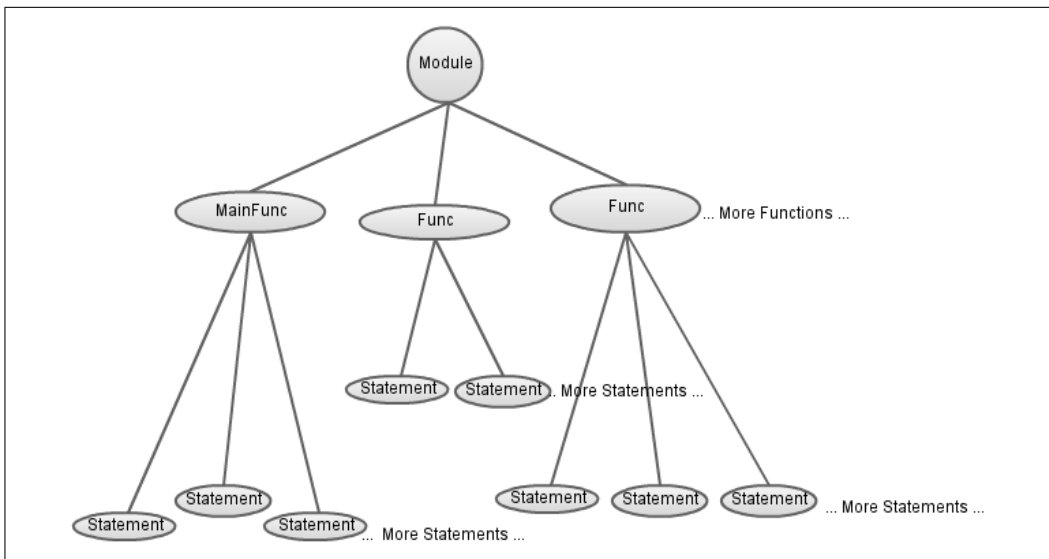 Module
MainFunc
Func
Func
... More Functions ...
Statement
Statement
... More Statements ...
Statement
Statement
Statement
... More Statements ...
Statement
Statement
Statement
... More Statements ...